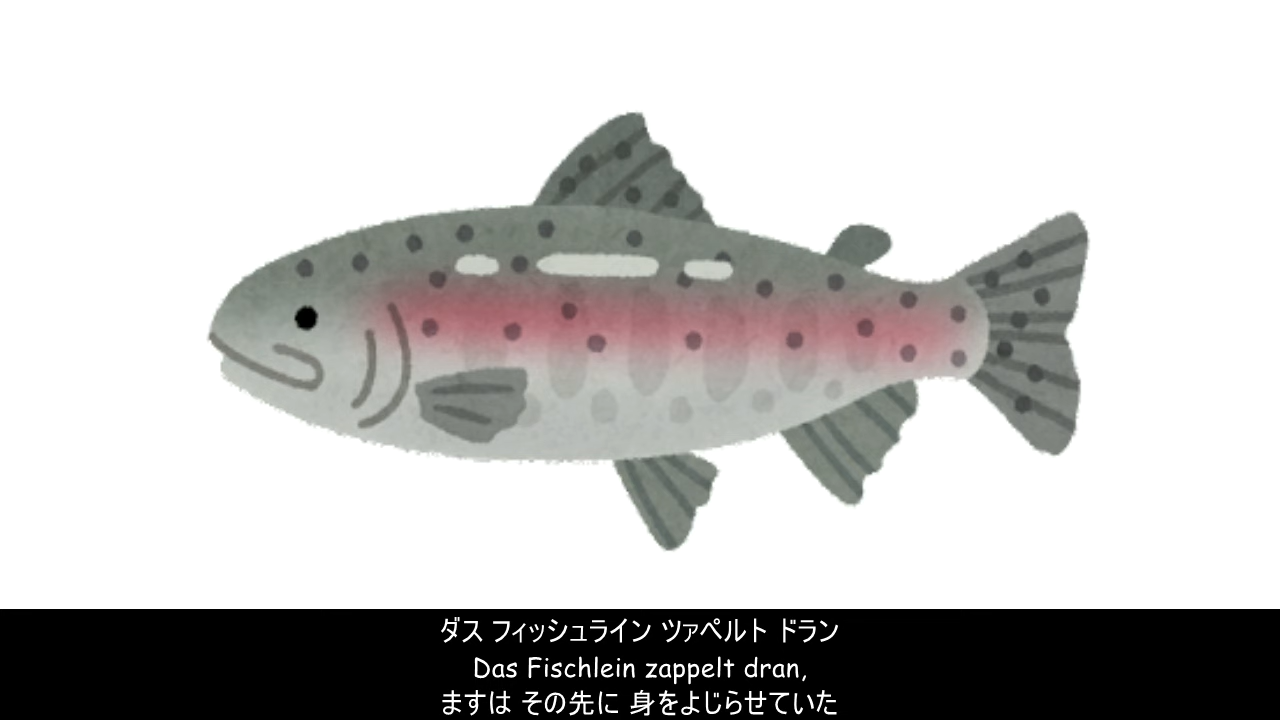 ダス フィッシュライン ツァペルト ドラン
Das Fischlein zappelt dran,
ますは その先に 身をよじらせていた